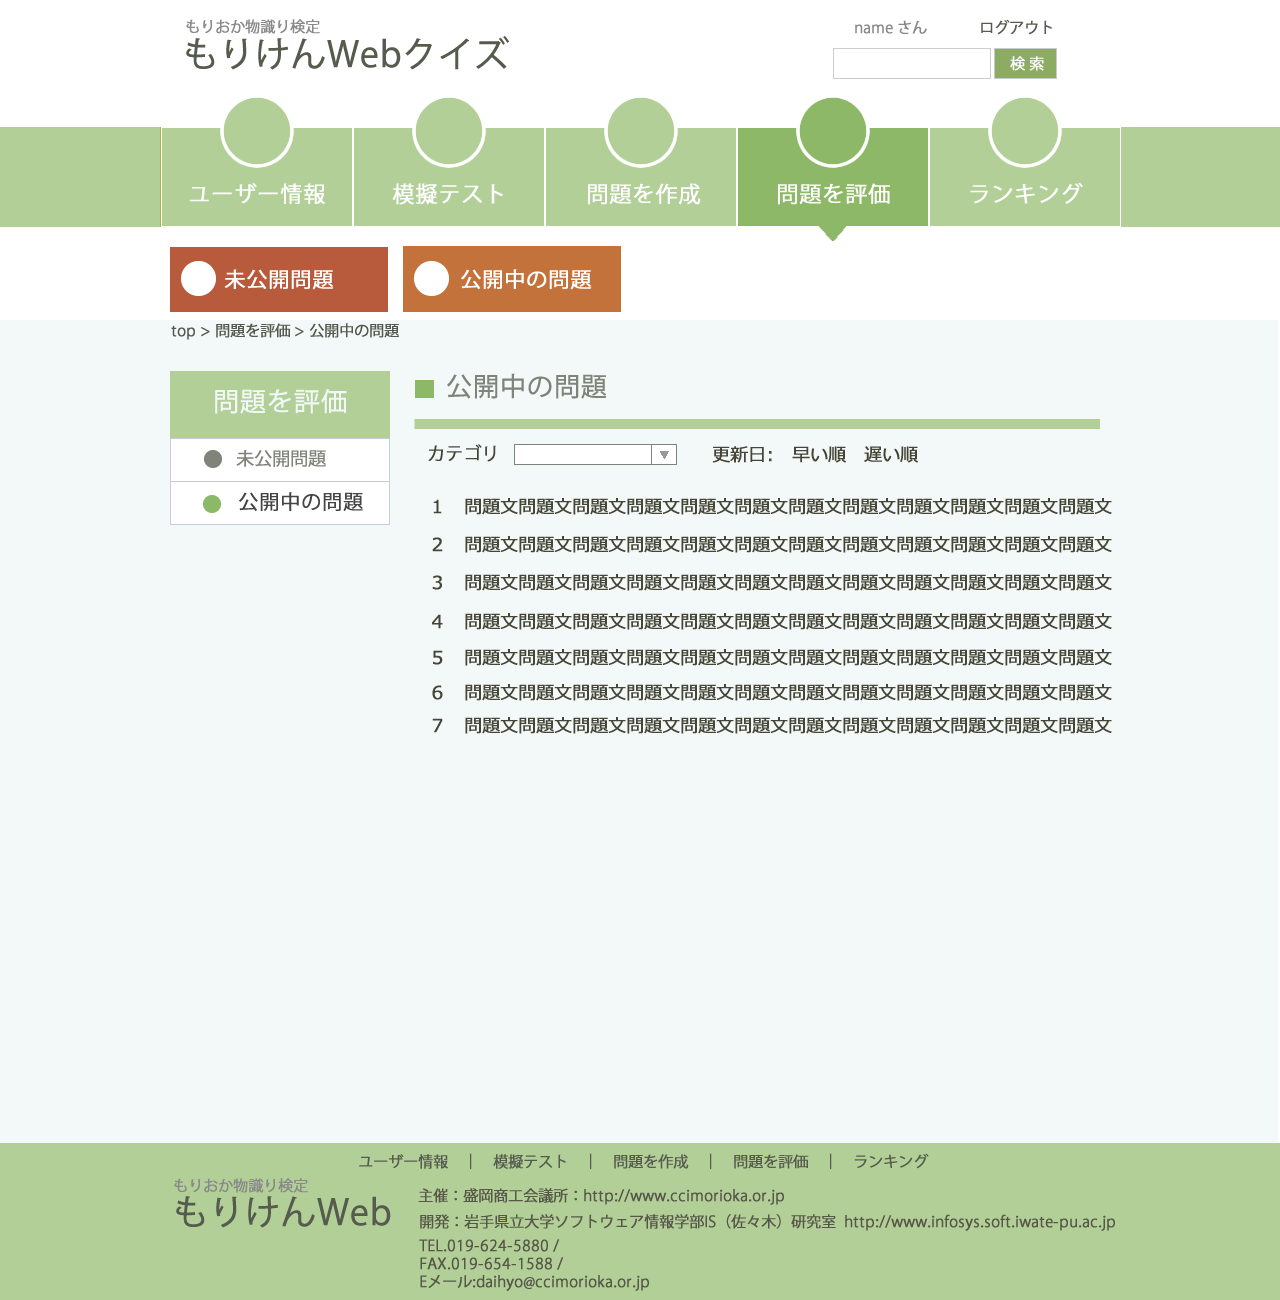 もりおか物識り検定
もりけんWebクイズ
name さん
ログアウト
検 索
ユーザー情報
模擬テスト
問題を作成
問題を評価
ランキング
未公開問題
公開中の問題
top > 問題を評価 > 公開中の問題
問題を評価
未公開問題
公開中の問題
公開中の問題
カテゴリ
更新日: 早い順 遅い順
1 問題文問題文問題文問題文問題文問題文問題文問題文問題文問題文問題文問題文
2 問題文問題文問題文問題文問題文問題文問題文問題文問題文問題文問題文問題文
3 問題文問題文問題文問題文問題文問題文問題文問題文問題文問題文問題文問題文
4 問題文問題文問題文問題文問題文問題文問題文問題文問題文問題文問題文問題文
5 問題文問題文問題文問題文問題文問題文問題文問題文問題文問題文問題文問題文
6 問題文問題文問題文問題文問題文問題文問題文問題文問題文問題文問題文問題文
7 問題文問題文問題文問題文問題文問題文問題文問題文問題文問題文問題文問題文
ユーザー情報 | 模擬テスト | 問題を作成 | 問題を評価 | ランキング
もりおか物識り検定
もりけんWeb
主催：盛岡商工会議所：http://www.ccimorioka.or.jp
開発：岩手県立大学ソフトウェア情報学部IS（佐々木）研究室 http://www.infosys.soft.iwate-pu.ac.jp
TEL.019-624-5880 /
FAX.019-654-1588 /
Eメール:daihyo@ccimorioka.or.jp